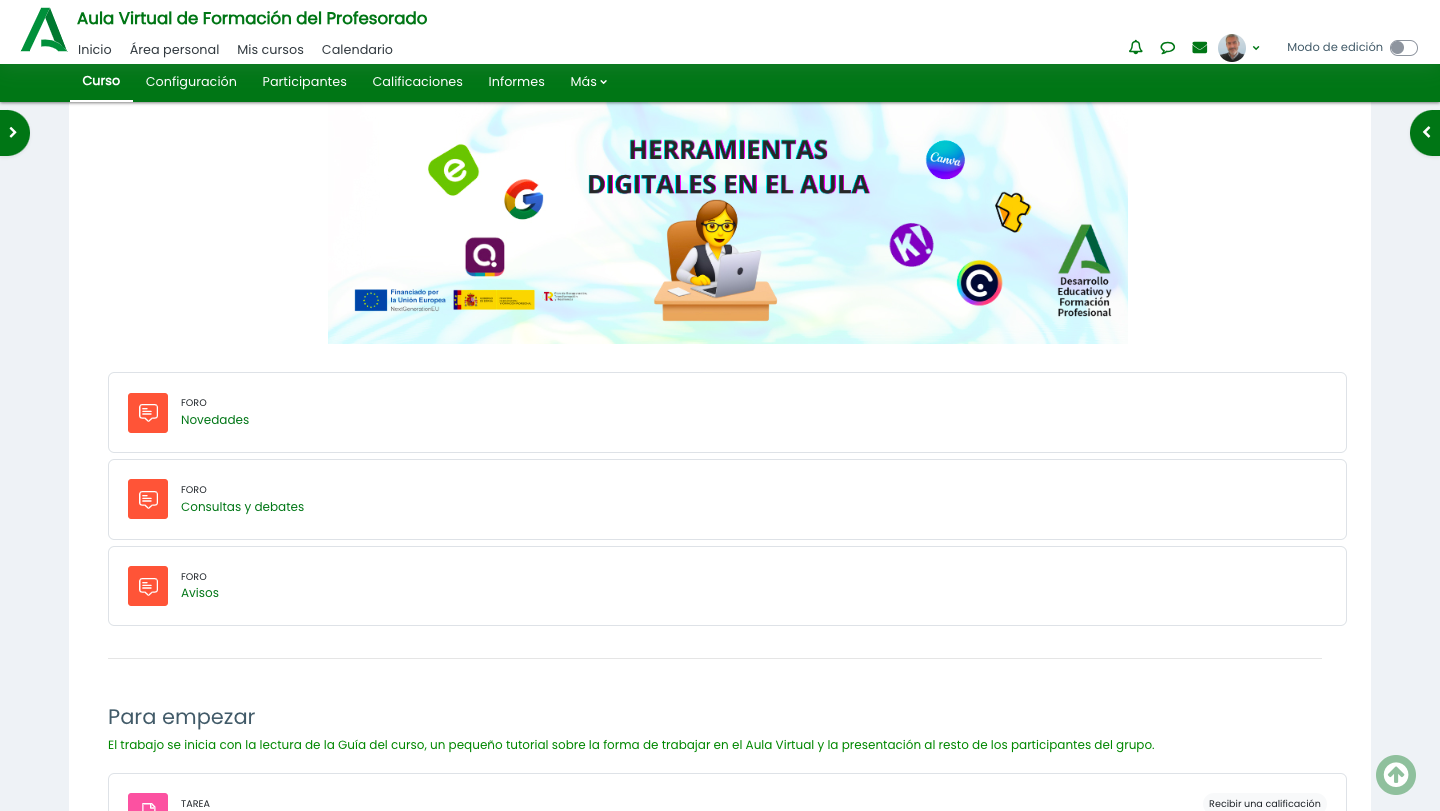 Aula Virtual de Formación del Profesorado
Inicio Área personal Mis cursos Calendario
Modo de edición
Curso Configuración Participantes Calificaciones Informes Más
HERRAMIENTAS
DIGITALES EN EL AULA
Canva
K!
Financiado por
la Unión Europea
NextGenerationEU
Desarrollo
Educativo y
Formación
Profesional
FORO
Novedades
FORO
Consultas y debates
FORO
Avisos
Para empezar
El trabajo se inicia con la lectura de la Guía del curso, un pequeño tutorial sobre la forma de trabajar en el Aula Virtual y la presentación al resto de los participantes del grupo.
TAREA
Recibir una calificación